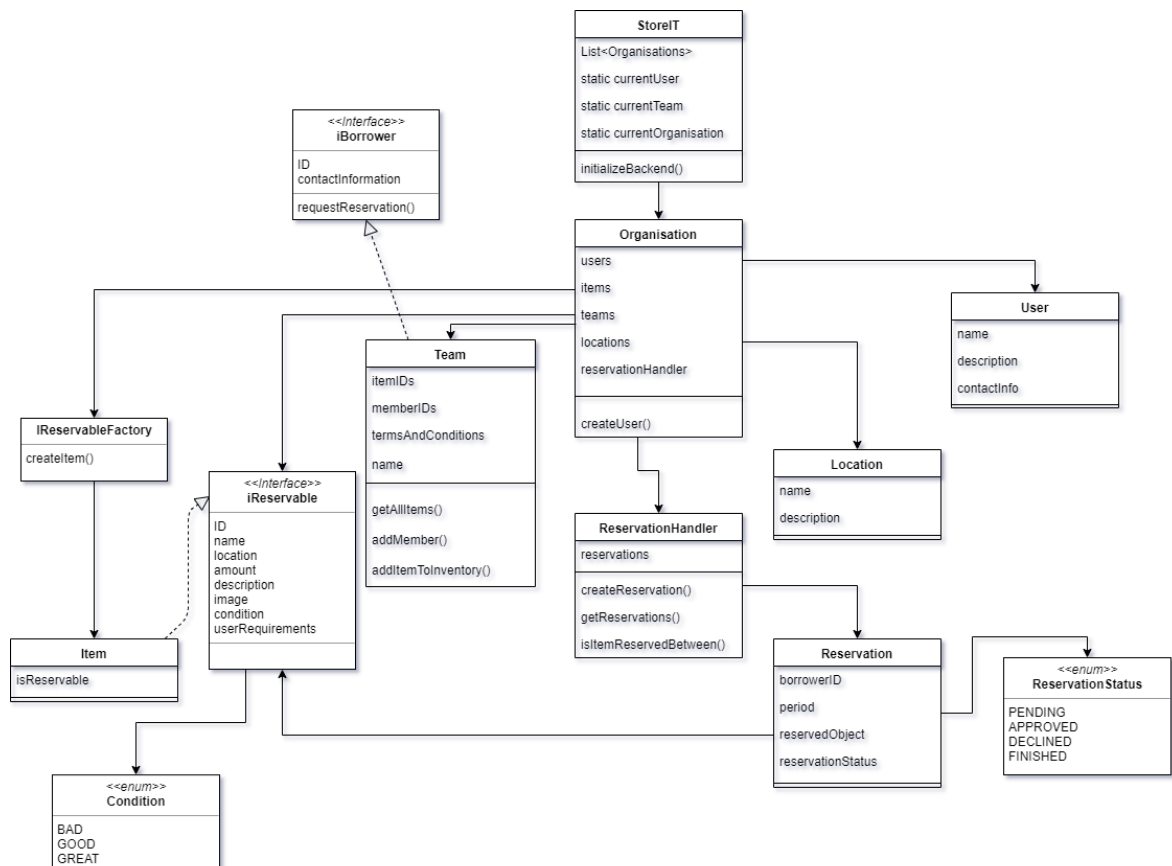 StoreIT
List<Organisations>
static currentUser
static currentTeam
static currentOrganisation
initializeBackend()
<<Interface>>
iBorrower
ID
contactInformation
requestReservation()
Organisation
users
items
teams
locations
reservationHandler
createUser()
User
name
description
contactInfo
Team
itemIDs
memberIDs
termsAndConditions
name
getAllItems()
addMember()
addItemToInventory()
IReservableFactory
createItem()
Location
name
description
<<Interface>>
iReservable
ID
name
location
amount
description
image
condition
userRequirements
ReservationHandler
reservations
createReservation()
getReservations()
isItemReservedBetween()
Item
isReservable
Reservation
borrowerID
period
reservedObject
reservationStatus
<<enum>>
ReservationStatus
PENDING
APPROVED
DECLINED
FINISHED
<<enum>>
Condition
BAD
GOOD
GREAT